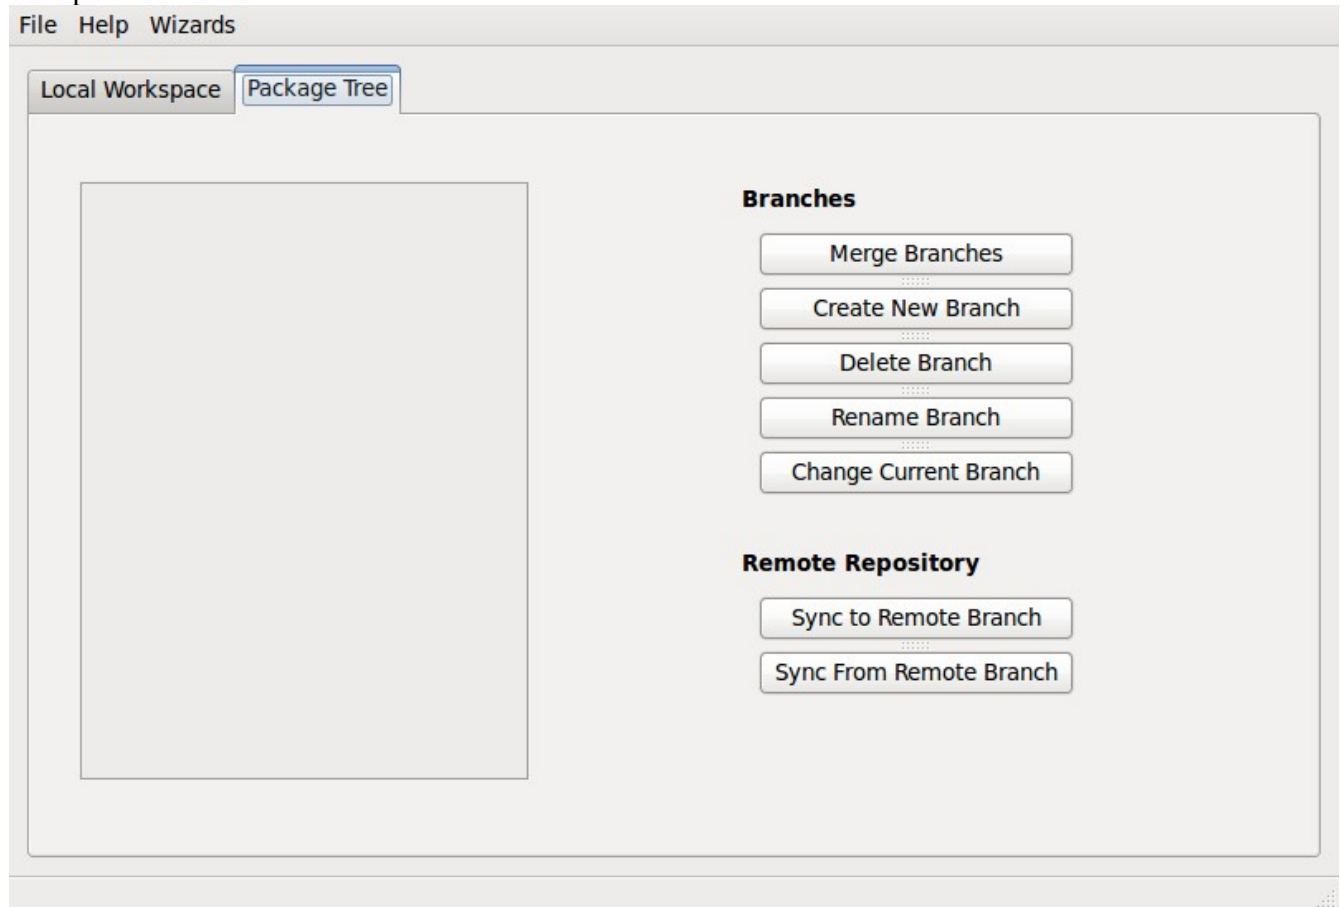 File Help Wizards
Local Workspace Package Tree
Branches
Merge Branches
Create New Branch
Delete Branch
Rename Branch
Change Current Branch
Remote Repository
Sync to Remote Branch
Sync From Remote Branch